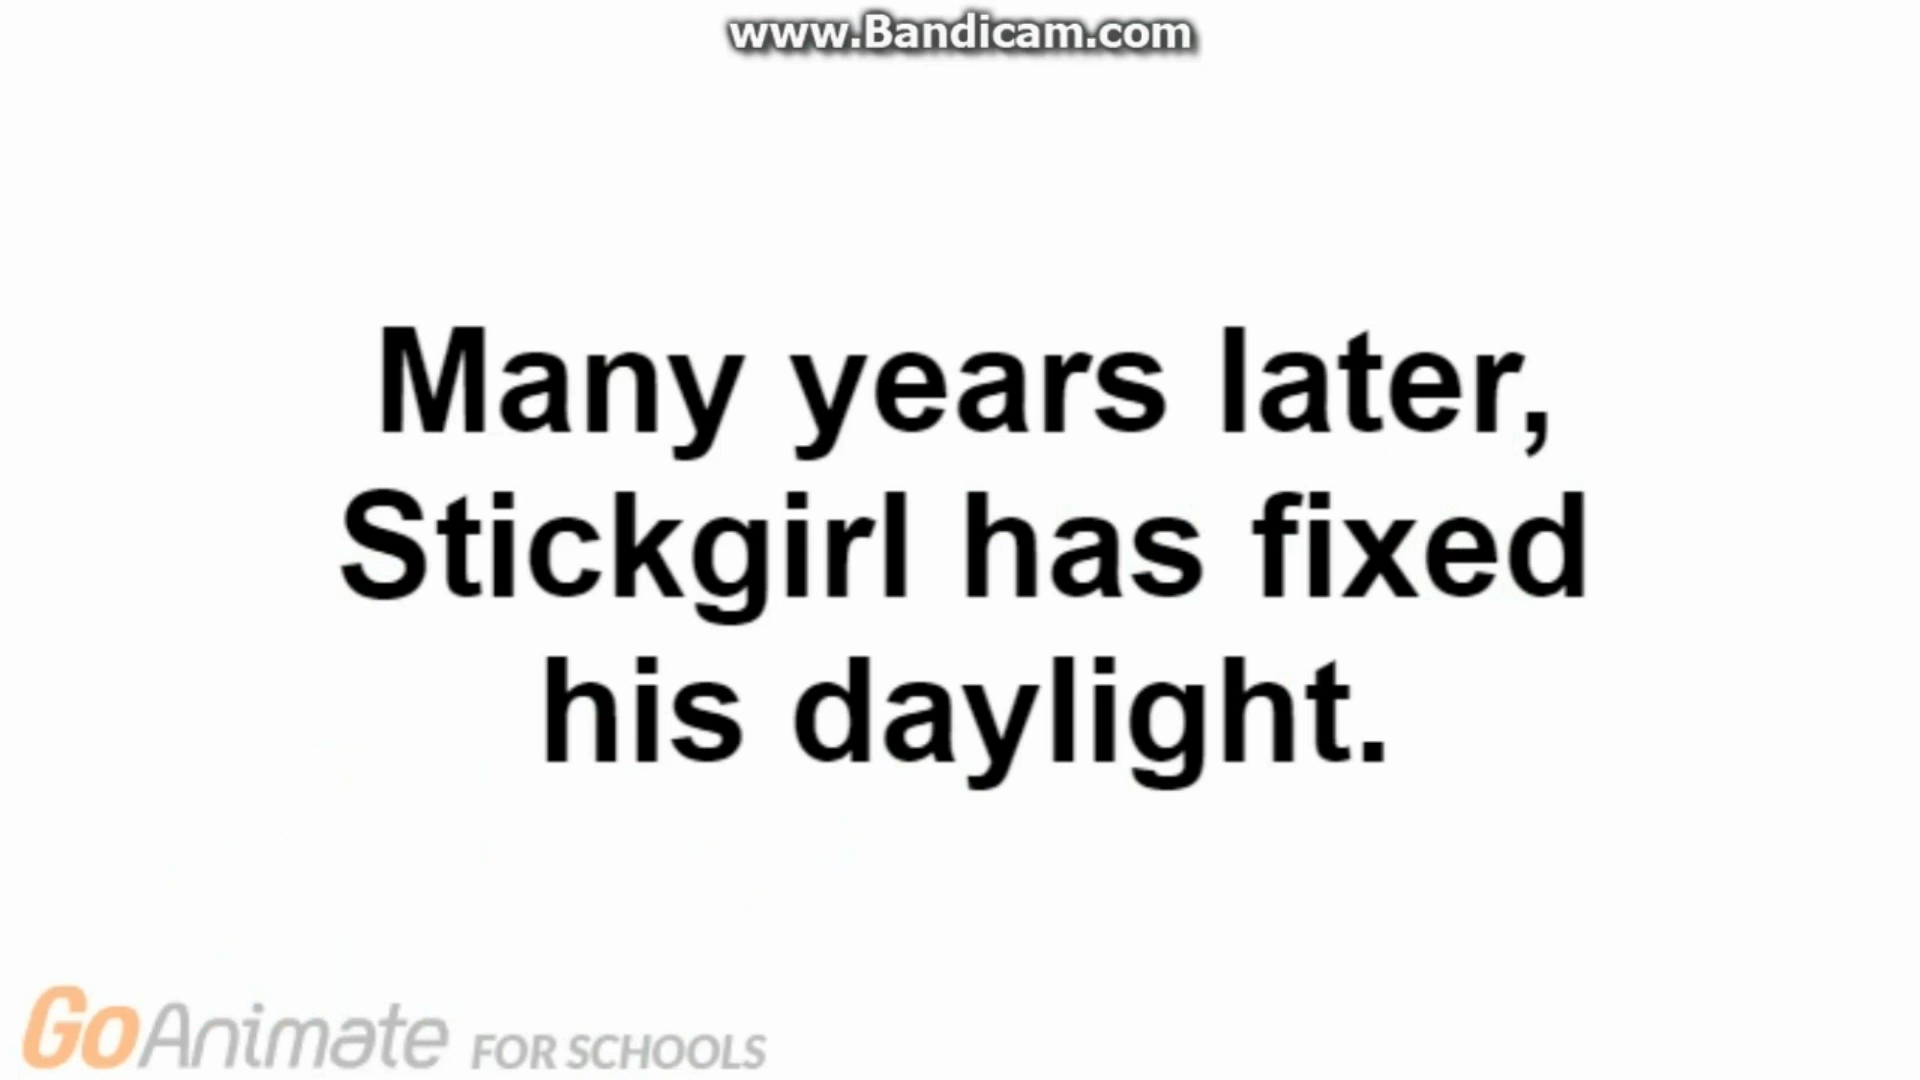 www.Bandicam.com
Many years later,
Stickgirl has fixed
his daylight.
GoAnimate FOR SCHOOLS